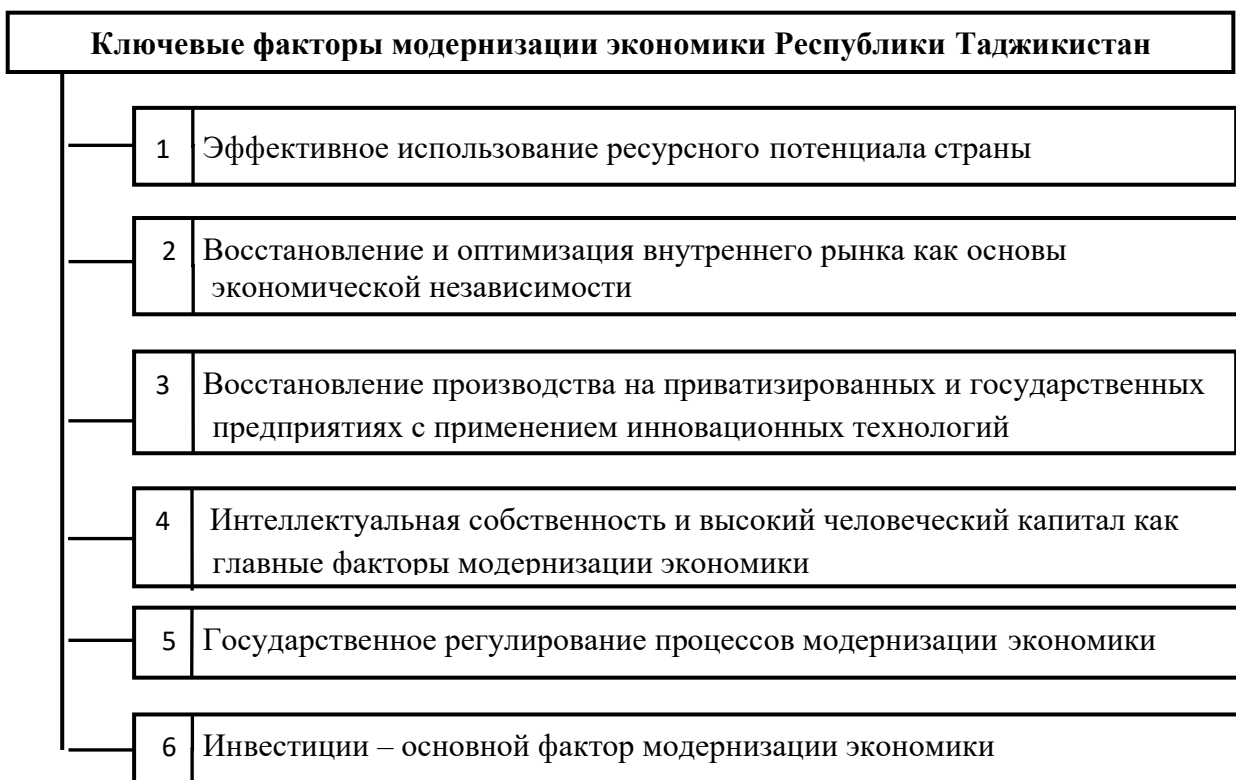 Ключевые факторы модернизации экономики Республики Таджикистан
1 Эффективное использование ресурсного потенциала страны
2 Восстановление и оптимизация внутреннего рынка как основы
экономической независимости
3 Восстановление производства на приватизированных и государственных
предприятиях с применением инновационных технологий
4 Интеллектуальная собственность и высокий человеческий капитал как
главные факторы модернизации экономики
5 Государственное регулирование процессов модернизации экономики
6 Инвестиции – основной фактор модернизации экономики